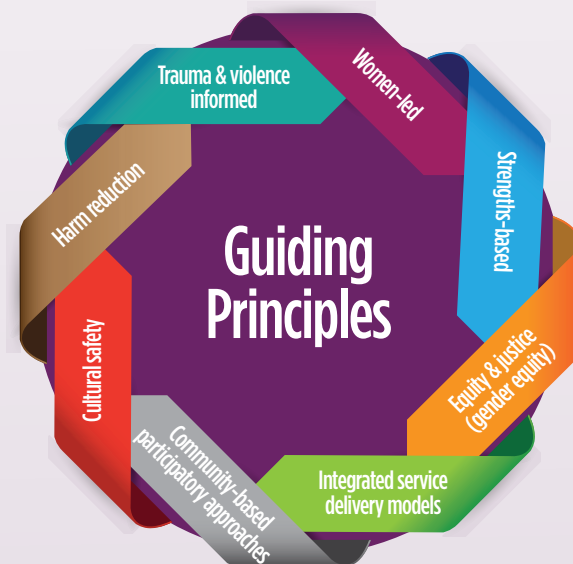 Guiding
Principles
Trauma & violence
informed
Women-led
Strengths-based
Equity & justice
(gender equity)
Integrated service
delivery models
Community-based
participatory approaches
Cultural safety
Harm reduction